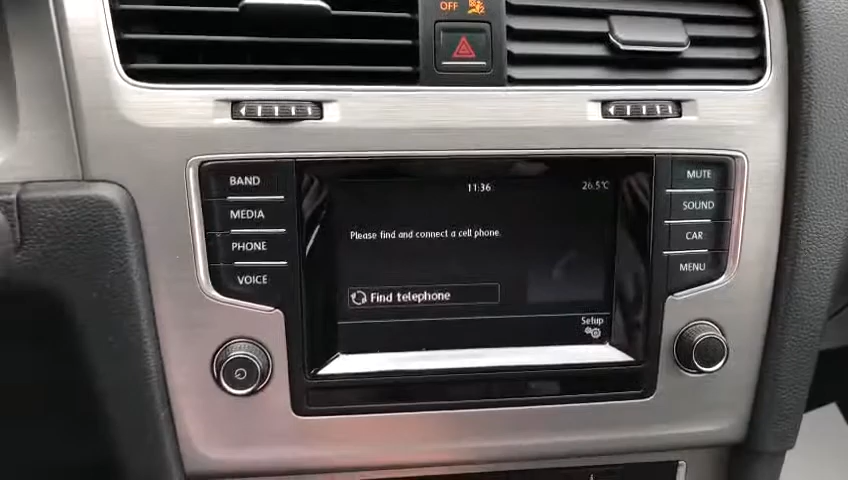 OFF
BAND
MEDIA
PHONE
VOICE
11:36
26.5°C
Please find and connect a cell phone.
Find telephone
Setup
MUTE
SOUND
CAR
MENU